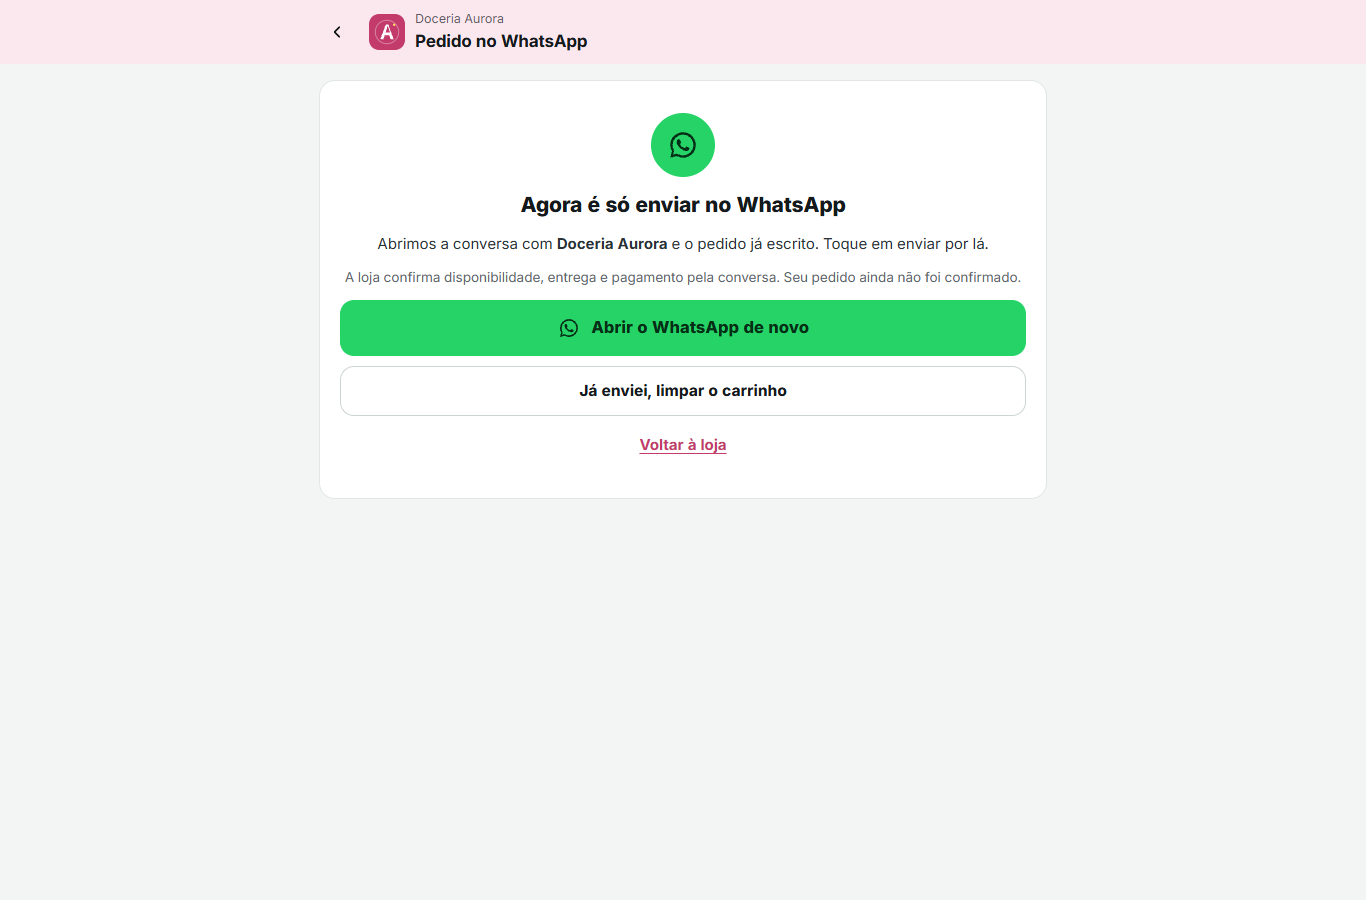 Doceria Aurora
A
Pedido no WhatsApp
Agora é só enviar no WhatsApp
Abrimos a conversa com Doceria Aurora e o pedido já escrito. Toque em enviar por lá.
A loja confirma disponibilidade, entrega e pagamento pela conversa. Seu pedido ainda não foi confirmado.
Abrir o WhatsApp de novo
Já enviei, limpar o carrinho
Voltar à loja